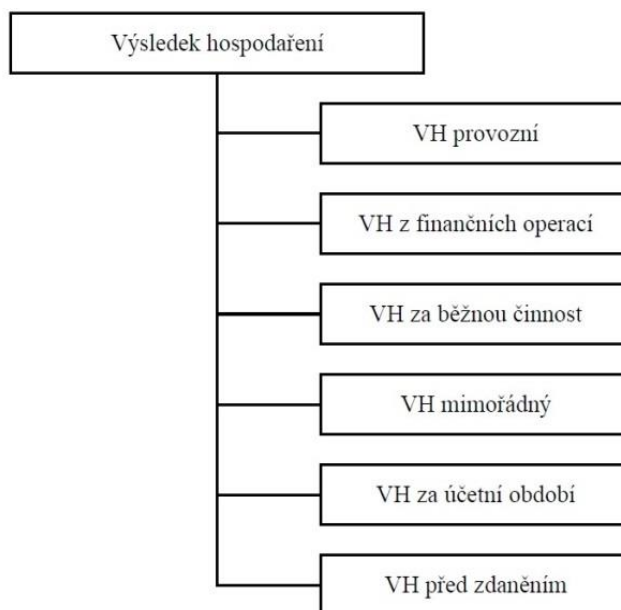 Výsledek hospodaření
VH provozní
VH z finančních operací
VH za běžnou činnost
VH mimořádný
VH za účetní období
VH před zdaněním